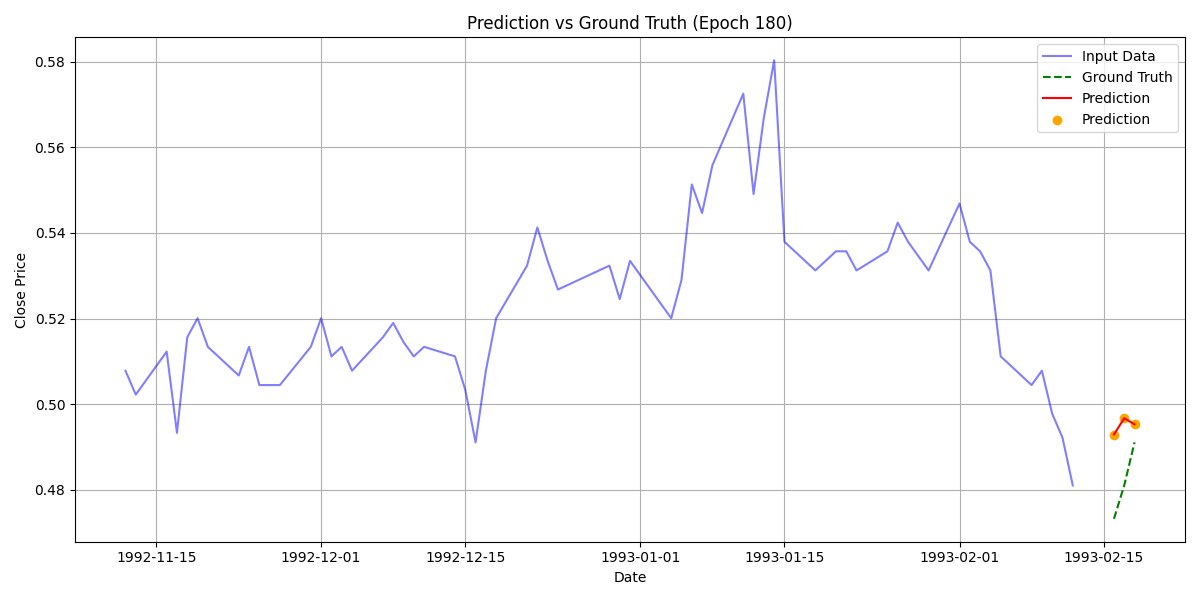 Prediction vs Ground Truth (Epoch 180)
Input Data
Ground Truth
Prediction
Prediction
Close Price
0.58
0.56
0.54
0.52
0.50
0.48
1992-11-15
1992-12-01
1992-12-15
1993-01-01
1993-01-15
1993-02-01
1993-02-15
Date